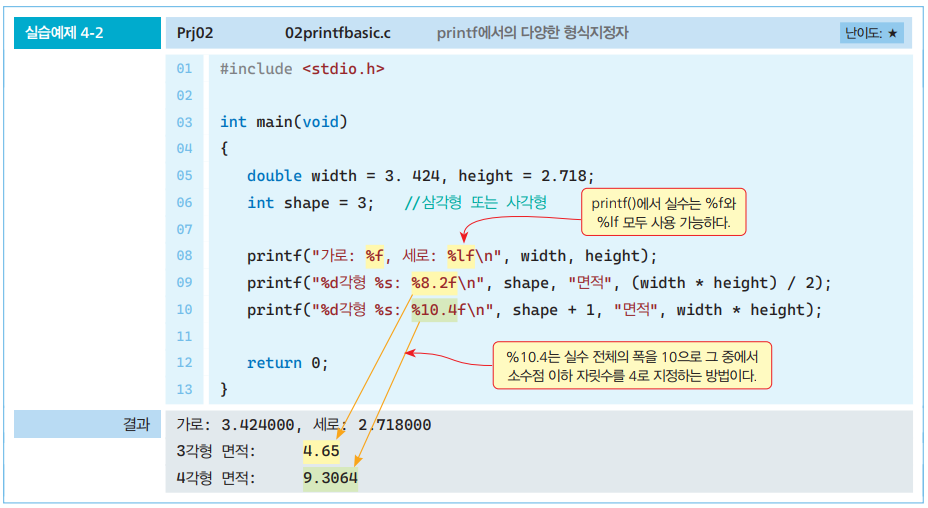 실습예제 4-2 Prj02 02printfbasic.c printf에서의 다양한 형식지정자 난이도: ★
01 #include <stdio.h>
02
03 int main(void)
04 {
05 double width = 3. 424, height = 2.718;
06 int shape = 3; //삼각형 또는 사각형
printf()에서 실수는 %f와
%lf 모두 사용 가능하다.
07
08 printf("가로: %f, 세로: %lf\n", width, height);
09 printf("%d각형 %s: %8.2f\n", shape, "면적", (width * height) / 2);
10 printf("%d각형 %s: %10.4f\n", shape + 1, "면적", width * height);
11
%10.4는 실수 전체의 폭을 10으로 그 중에서
소수점 이하 자릿수를 4로 지정하는 방법이다.
12 return 0;
13 }
결과 가로: 3.424000, 세로: 2.718000
3각형 면적: 4.65
4각형 면적: 9.3064